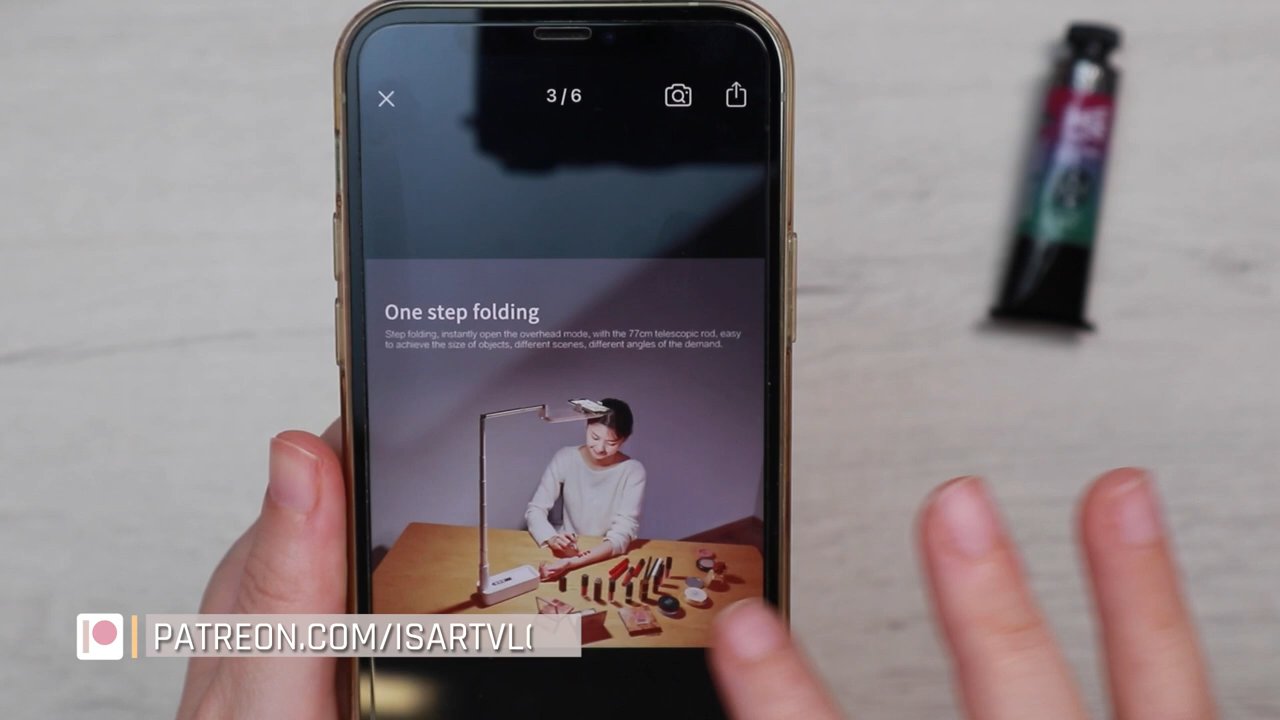 3/6
One step folding
Step folding, instantly open the overhead mode, with the 77cm telescopic rod, easy
to achieve the size of objects, different scenes, different angles of the demand.
PATREON.COM/ISARTVL